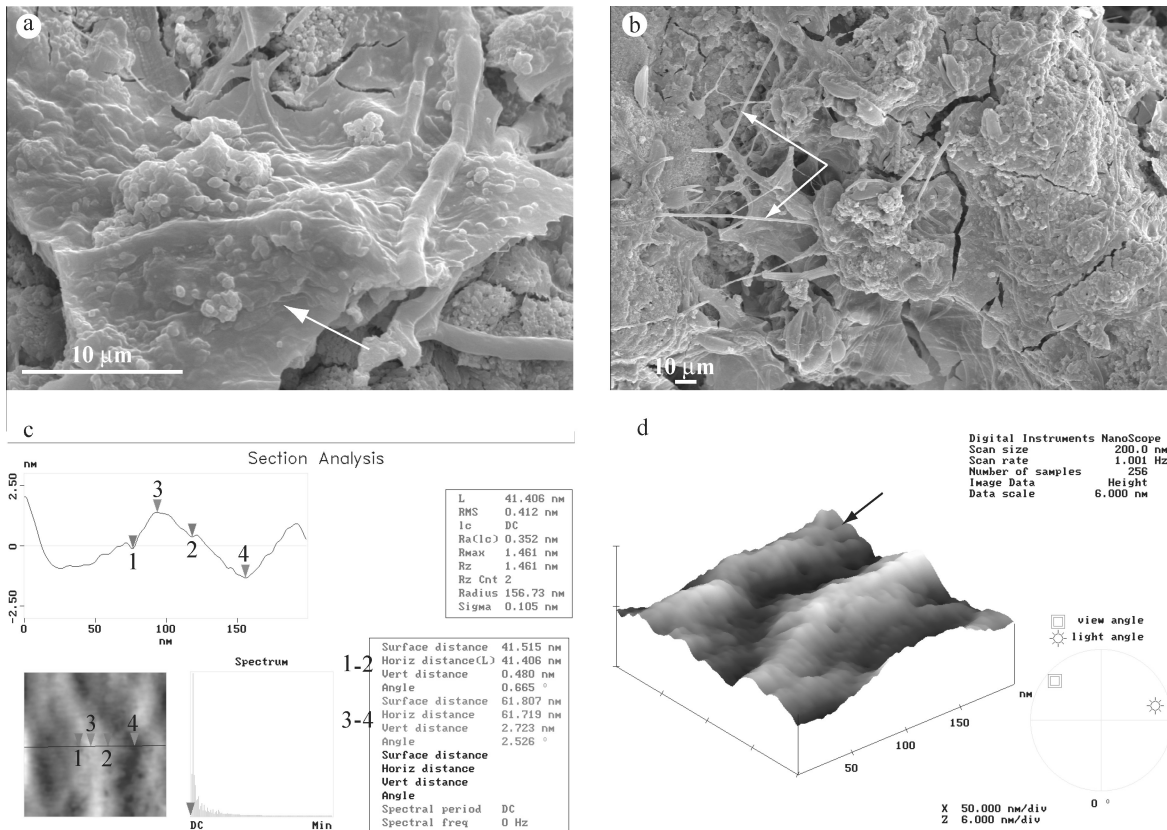 a
10 μm
b
10 μm
c
Section Analysis
nm
2.50
0
-2.50
0
50
100
150
nm
1
2
3
4
L 41.406 nm
RMS 0.412 nm
lc DC
Ra(lc) 0.352 nm
Rmax 1.461 nm
Rz 1.461 nm
Rz Cnt 2
Radius 156.73 nm
Sigma 0.105 nm
Spectrum
DC
Min
3
4
1
2
1-2
3-4
Surface distance 41.515 nm
Horiz distance(L) 41.406 nm
Vert distance 0.480 nm
Angle 0.665 °
Surface distance 61.807 nm
Horiz distance 61.719 nm
Vert distance 2.723 nm
Angle 2.526 °
Surface distance
Horiz distance
Vert distance
Angle
Spectral period DC
Spectral freq 0 Hz
d
Digital Instruments NanoScope
Scan size 200.0 nm
Scan rate 1.001 Hz
Number of samples 256
Image Data Height
Data scale 6.000 nm
view angle
light angle
nm
150
100
50
0 °
X 50.000 nm/div
Z 6.000 nm/div